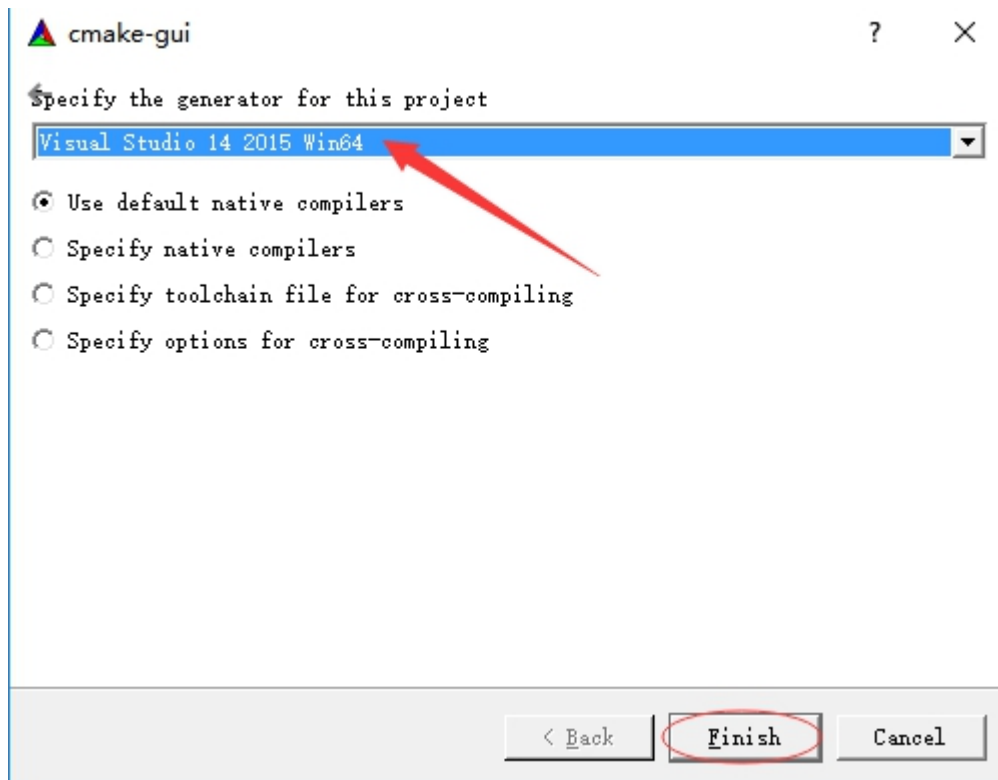 cmake-gui
?
Specify the generator for this project
Visual Studio 14 2015 Win64
Use default native compilers
Specify native compilers
Specify toolchain file for cross-compiling
Specify options for cross-compiling
< Back
Finish
Cancel